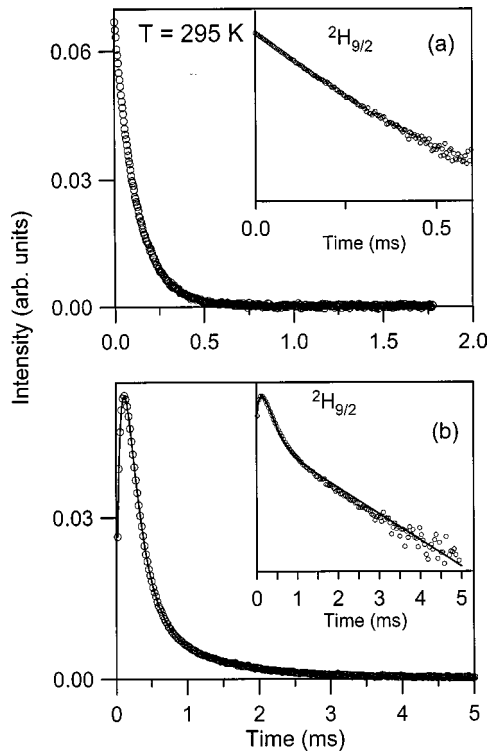 0.06
T = 295 K
²H₉/₂
(a)
0.03
0.0
0.5
Time (ms)
0.00
0.0
0.5
1.0
1.5
2.0
Intensity (arb. units)
²H₉/₂
(b)
0.03
0 1 2 3 4 5
Time (ms)
0.00
0 1 2 3 4 5
Time (ms)